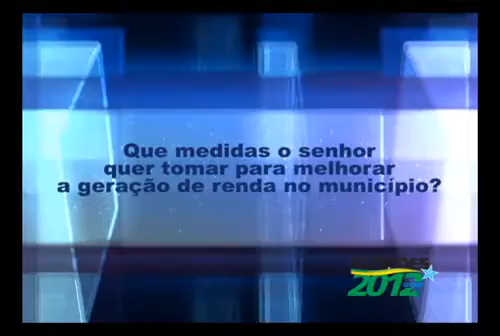 Que medidas o senhor
quer tomar para melhorar
a geração de renda no município?
2012